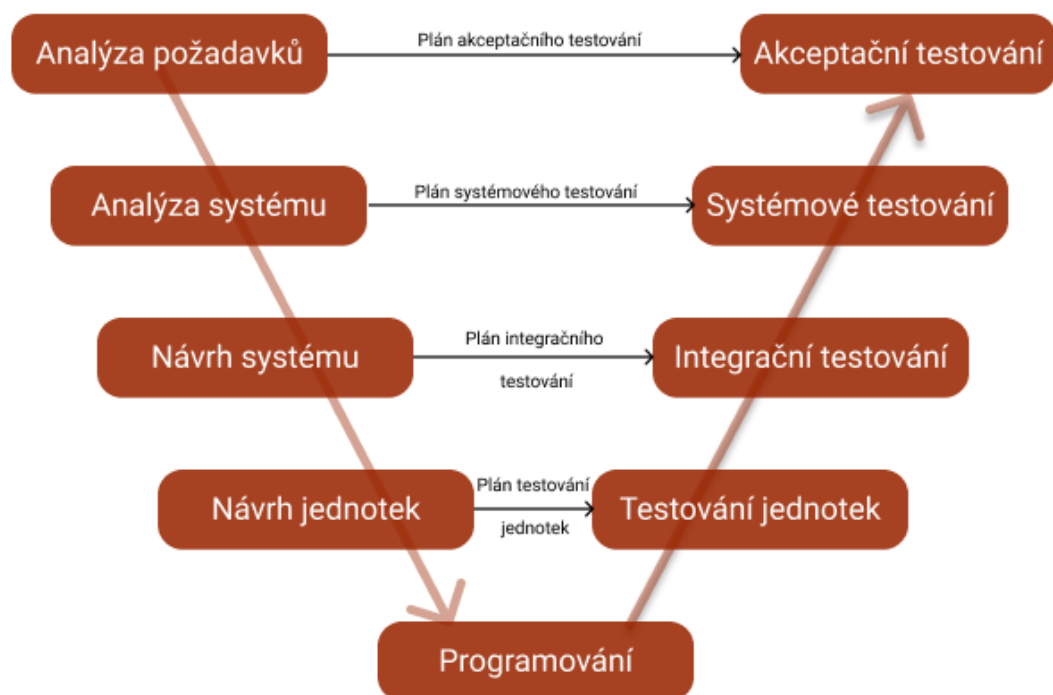 Analýza požadavků
Plán akceptačního testování
Akceptační testování
Analýza systému
Plán systémového testování
Systémové testování
Návrh systému
Plán integračního
testování
Integrační testování
Návrh jednotek
Plán testování
jednotek
Testování jednotek
Programování